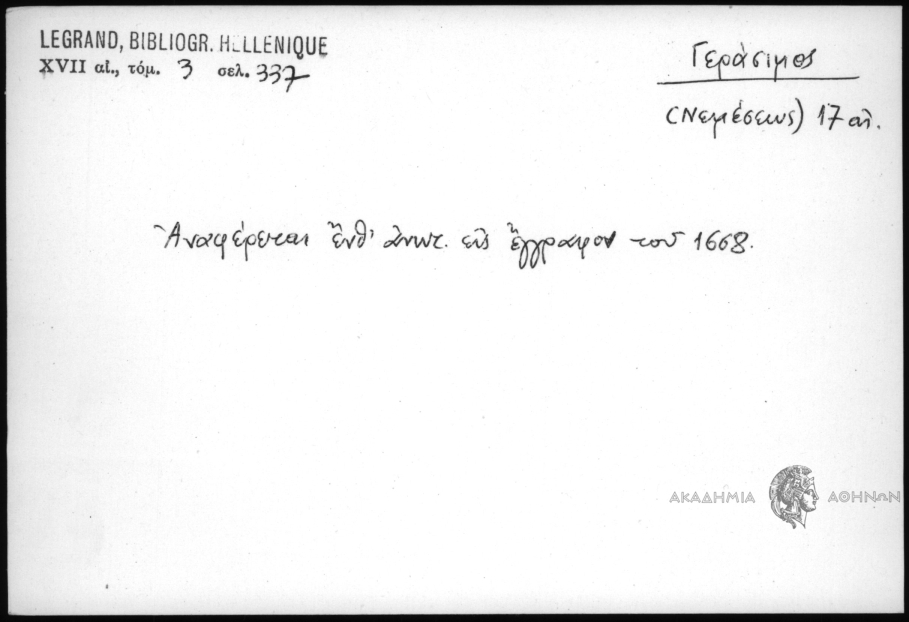 LEGRAND, BIBLIOGR. HELLENIQUE
XVII αἰ., τόμ. 3 σελ. 337
Γεράσιμος
(Νεμέσεως) 17 αἰ.
Ἀναφέρεται ἔνθ' ἀνωτ. εἰς ἔγγραφον τοῦ 1668.
ΑΚΑΔΗΜΙΑ ΑΘΗΝΩΝ